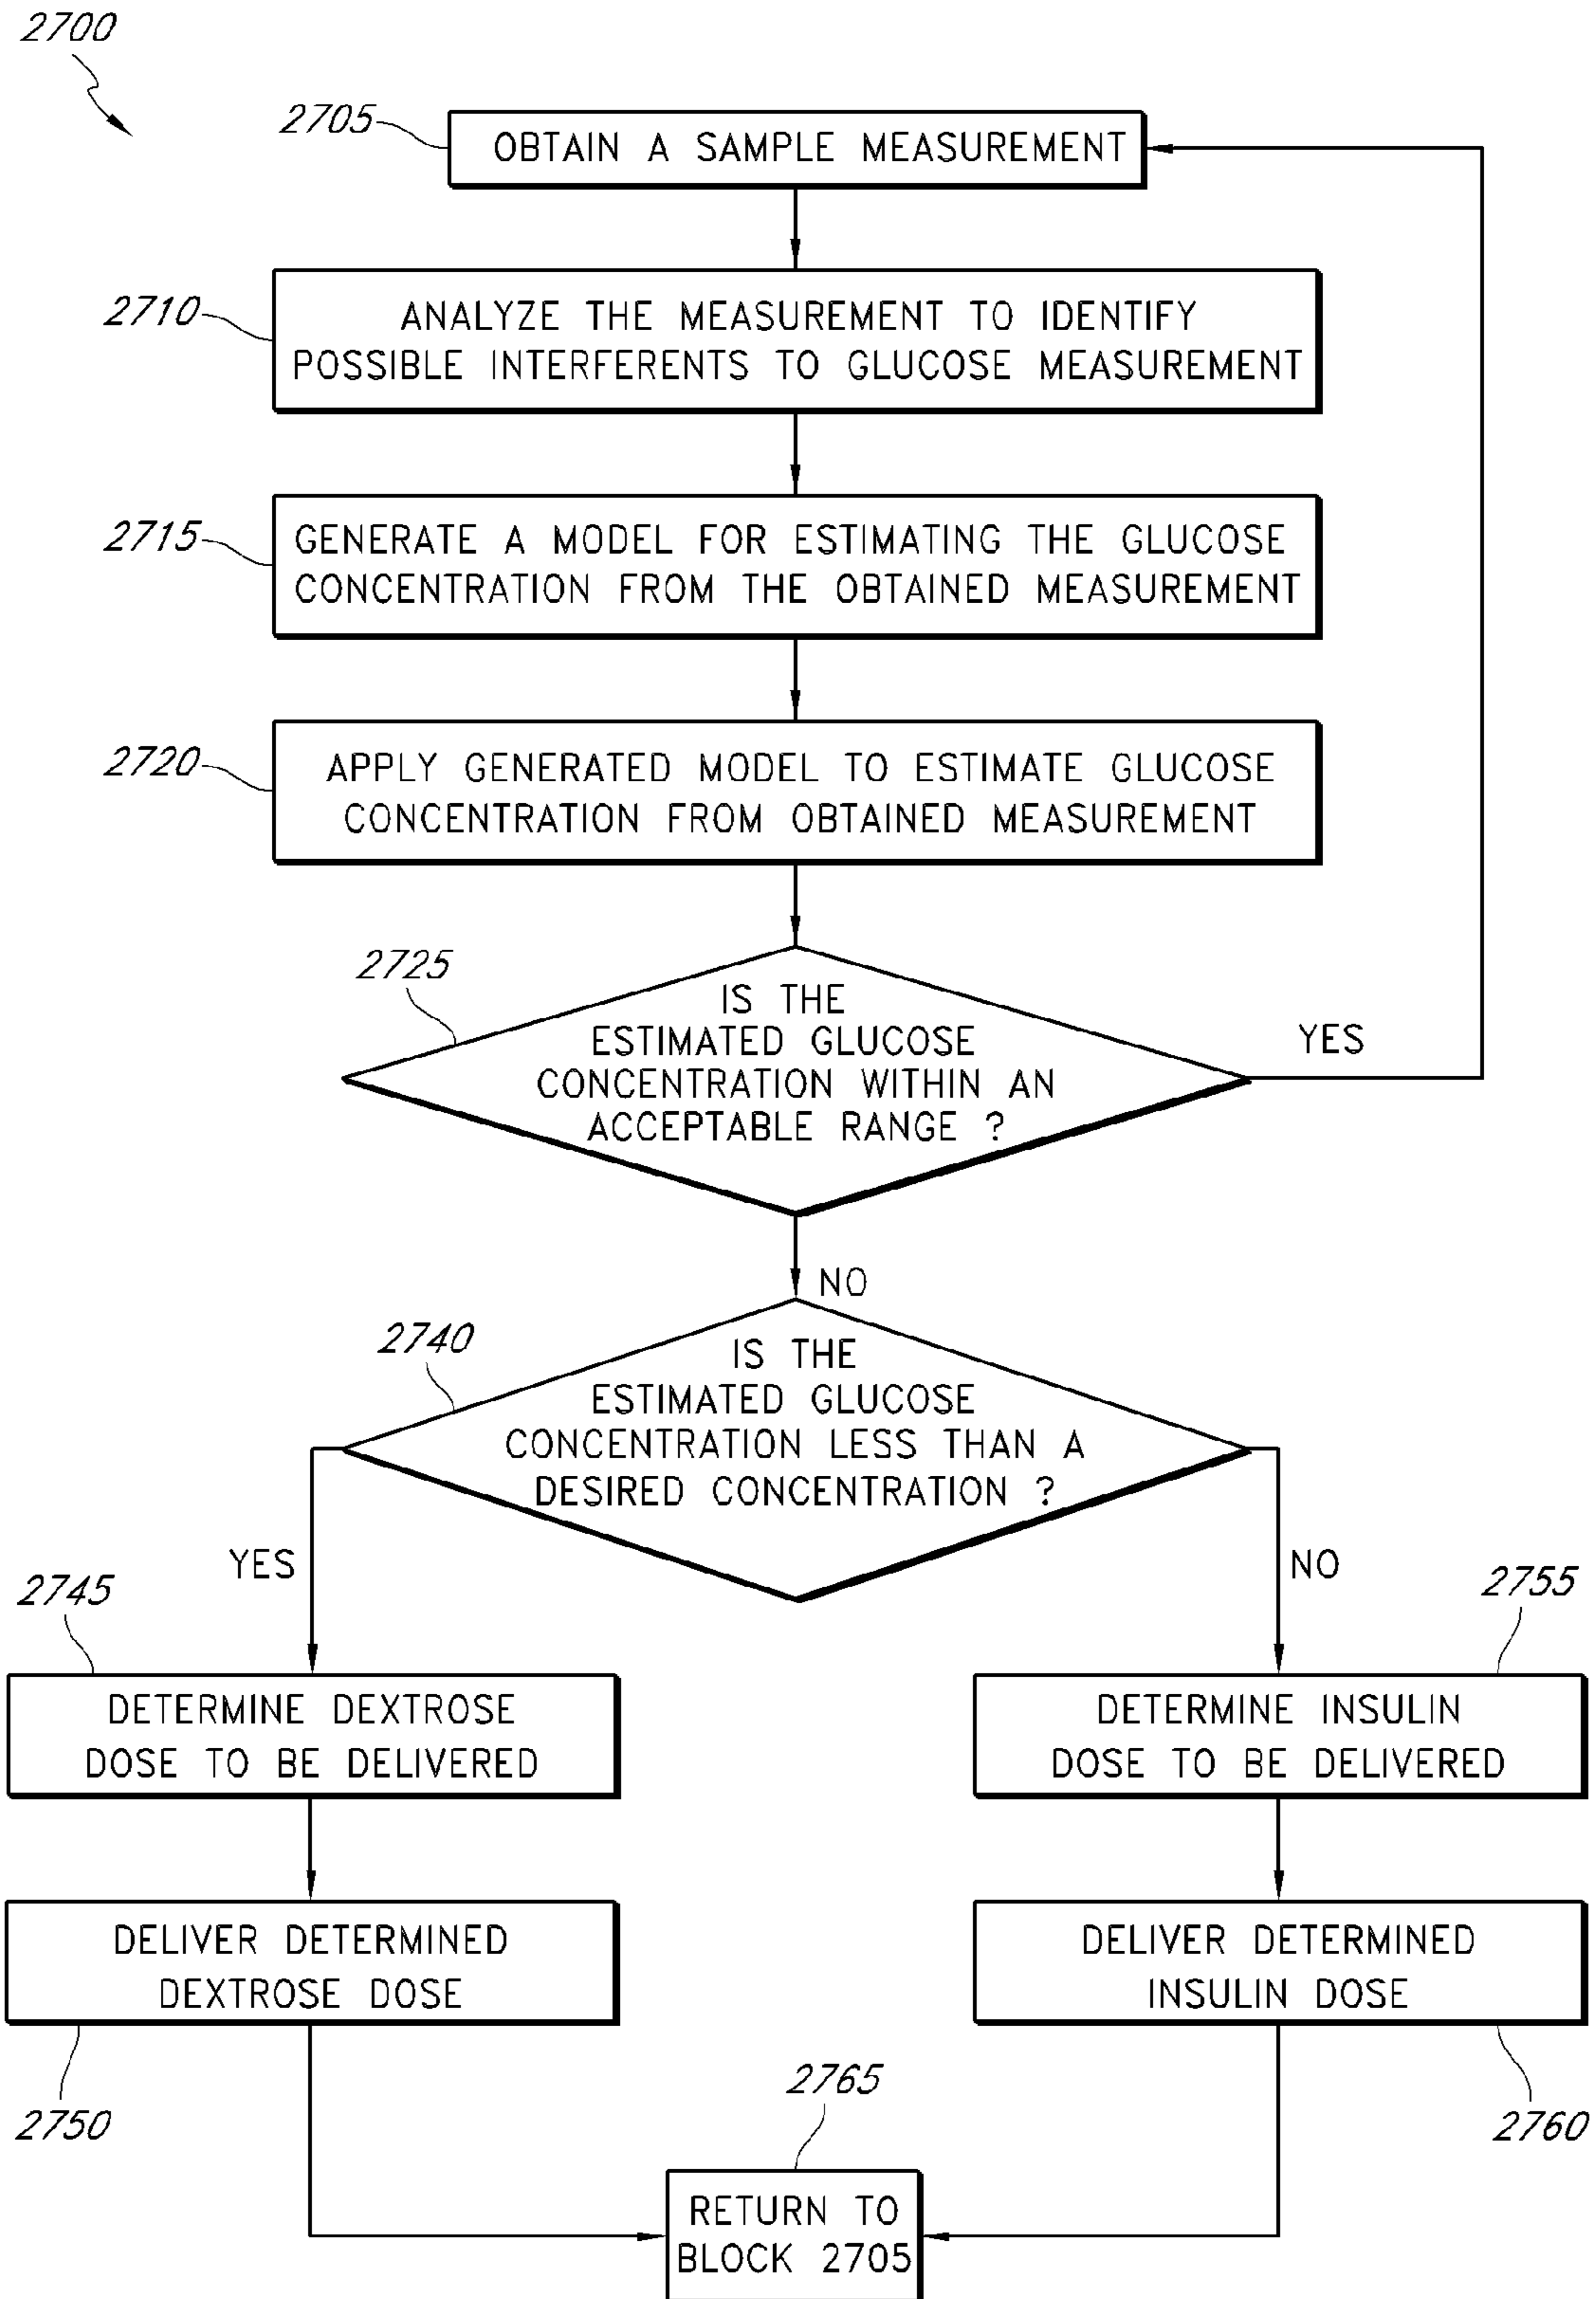 2700
2705
OBTAIN A SAMPLE MEASUREMENT
2710
ANALYZE THE MEASUREMENT TO IDENTIFY
POSSIBLE INTERFERENTS TO GLUCOSE MEASUREMENT
2715
GENERATE A MODEL FOR ESTIMATING THE GLUCOSE
CONCENTRATION FROM THE OBTAINED MEASUREMENT
2720
APPLY GENERATED MODEL TO ESTIMATE GLUCOSE
CONCENTRATION FROM OBTAINED MEASUREMENT
2725
IS THE
ESTIMATED GLUCOSE
CONCENTRATION WITHIN AN
ACCEPTABLE RANGE ?
YES
NO
2740
IS THE
ESTIMATED GLUCOSE
CONCENTRATION LESS THAN A
DESIRED CONCENTRATION ?
YES
NO
2745
DETERMINE DEXTROSE
DOSE TO BE DELIVERED
2755
DETERMINE INSULIN
DOSE TO BE DELIVERED
DELIVER DETERMINED
DEXTROSE DOSE
2750
DELIVER DETERMINED
INSULIN DOSE
2760
2765
RETURN TO
BLOCK 2705